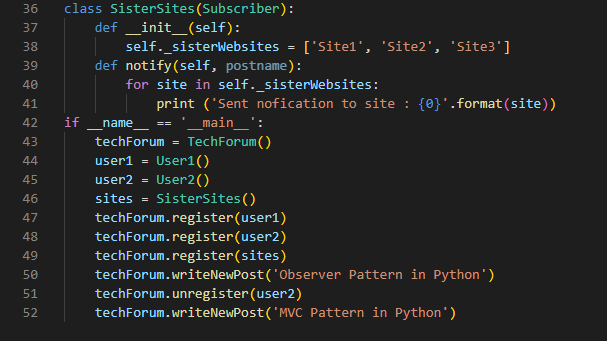 36 class SisterSites(Subscriber):
37 def __init__(self):
38 self._sisterWebsites = ['Site1', 'Site2', 'Site3']
39 def notify(self, postname):
40 for site in self._sisterWebsites:
41 print ('Sent nofication to site : {0}'.format(site))
42 if __name__ == '__main__':
43 techForum = TechForum()
44 user1 = User1()
45 user2 = User2()
46 sites = SisterSites()
47 techForum.register(user1)
48 techForum.register(user2)
49 techForum.register(sites)
50 techForum.writeNewPost('Observer Pattern in Python')
51 techForum.unregister(user2)
52 techForum.writeNewPost('MVC Pattern in Python')